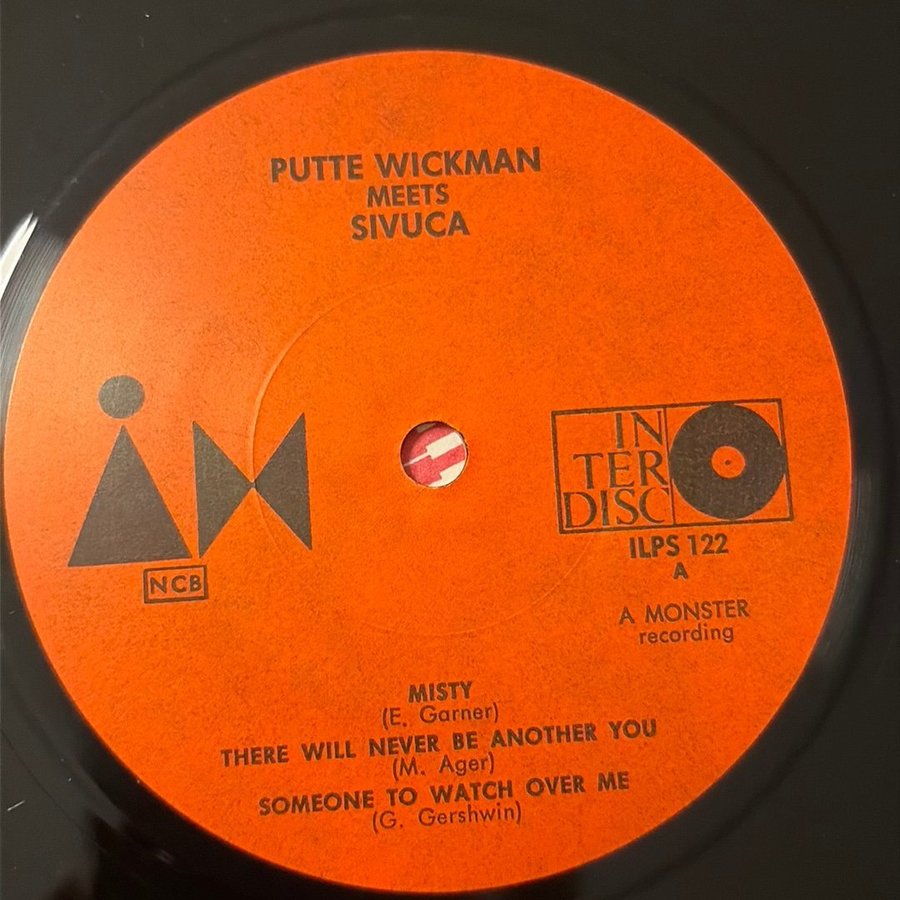 PUTTE WICKMAN
MEETS
SIVUCA
NCB
IN
TER
DISC
ILPS 122
A
A MONSTER
recording
MISTY
(E. Garner)
THERE WILL NEVER BE ANOTHER YOU
(M. Ager)
SOMEONE TO WATCH OVER ME
(G. Gershwin)